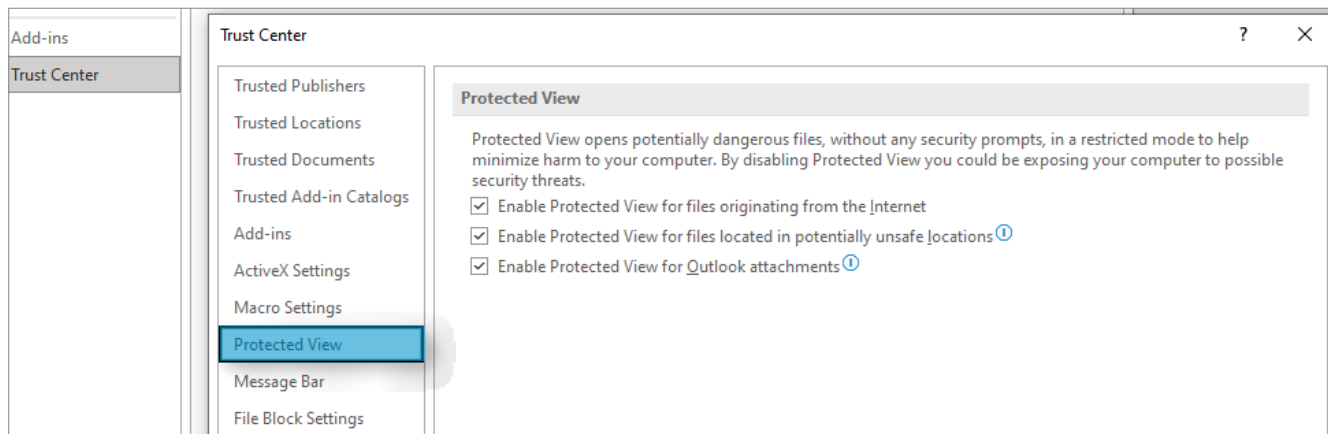 Add-ins
Trust Center
Trust Center
?
Trusted Publishers
Trusted Locations
Trusted Documents
Trusted Add-in Catalogs
Add-ins
ActiveX Settings
Macro Settings
Protected View
Message Bar
File Block Settings
Protected View
Protected View opens potentially dangerous files, without any security prompts, in a restricted mode to help
minimize harm to your computer. By disabling Protected View you could be exposing your computer to possible
security threats.
Enable Protected View for files originating from the Internet
Enable Protected View for files located in potentially unsafe locations
Enable Protected View for Outlook attachments